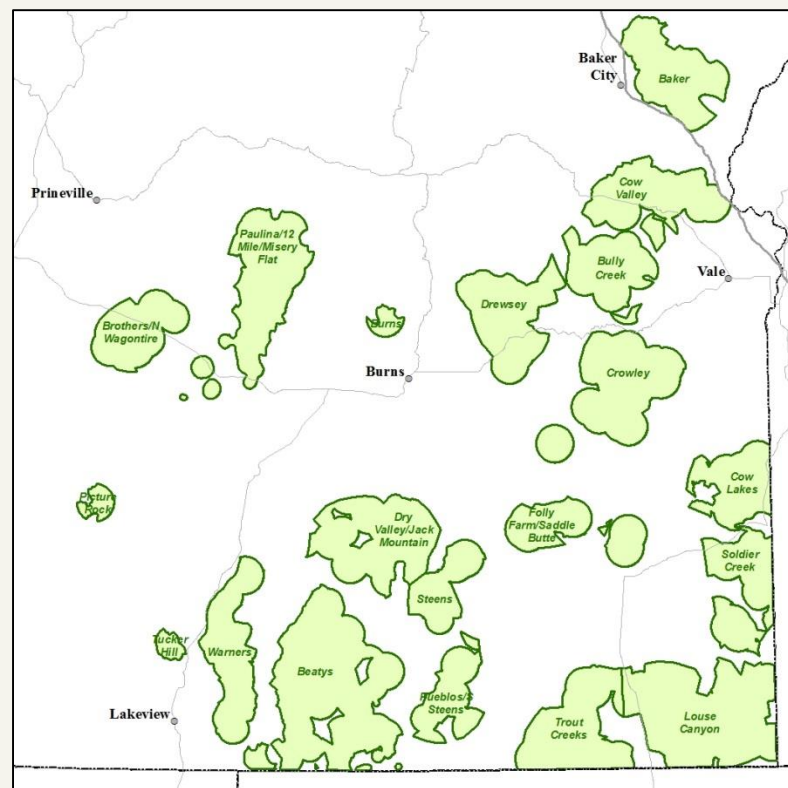 Baker
City
Baker
Cow
Valley
Prineville
Paulina/12
Mile/Misery
Flat
Bully
Creek
Vale
Drewsey
Brothers/N
Wagontire
Burns
Burns
Crowley
Cow
Lakes
Picture
Rock
Dry
Valley/Jack
Mountain
Folly
Farm/Saddle
Butte
Soldier
Creek
Steens
Tucker
Hill
Warners
Beatys
Pueblos/S
Steens
Lakeview
Trout
Creeks
Louse
Canyon